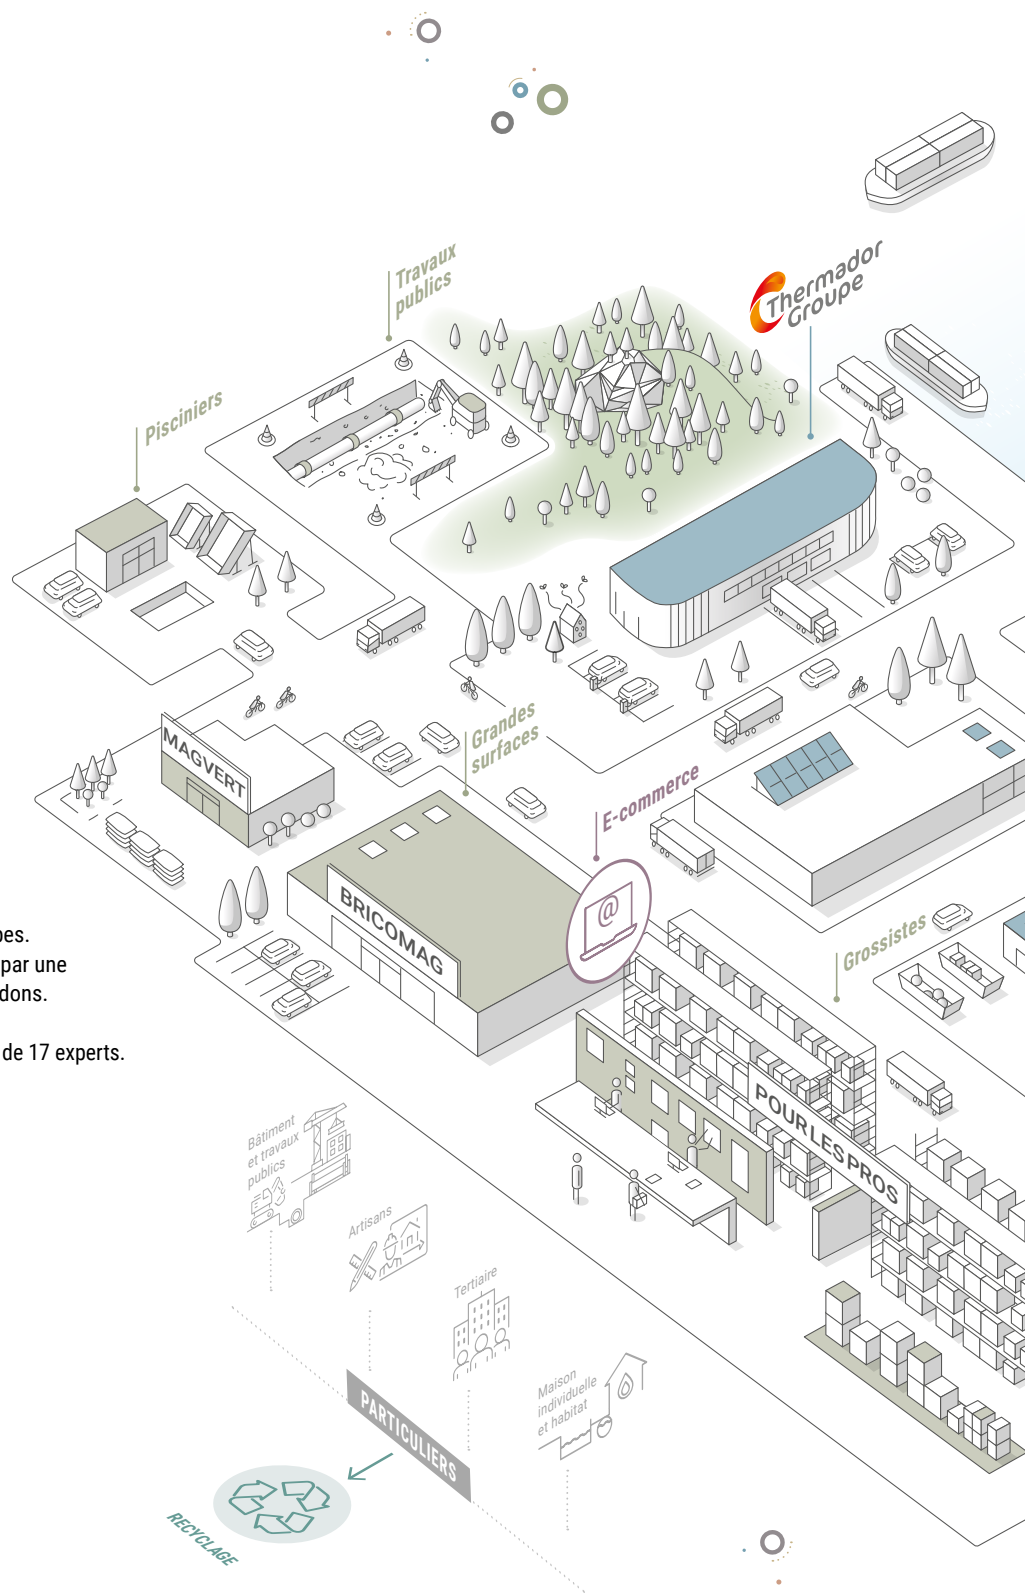 Travaux
publics
Thermador
Groupe
Pisciniers
Grandes
surfaces
MAGVERT
E-commerce
BRICOMAG
@
Grossistes
pes.
par une
dons.
de 17 experts.
POUR LES PROS
Bâtiment
et travaux
publics
Artisans
Tertiaire
Maison
individuelle
et habitat
PARTICULIERS
RECYCLAGE